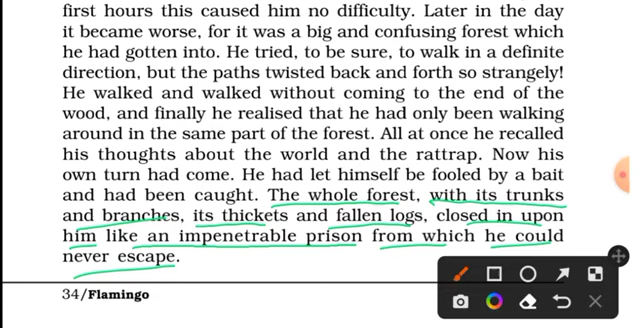 first hours this caused him no difficulty. Later in the day
it became worse, for it was a big and confusing forest which
he had gotten into. He tried, to be sure, to walk in a definite
direction, but the paths twisted back and forth so strangely!
He walked and walked without coming to the end of the
wood, and finally he realised that he had only been walking
around in the same part of the forest. All at once he recalled
his thoughts about the world and the rattrap. Now his
own turn had come. He had let himself be fooled by a bait
and had been caught. The whole forest, with its trunks
and branches, its thickets and fallen logs, closed in upon
him like an impenetrable prison from which he could
never escape.
34/Flamingo